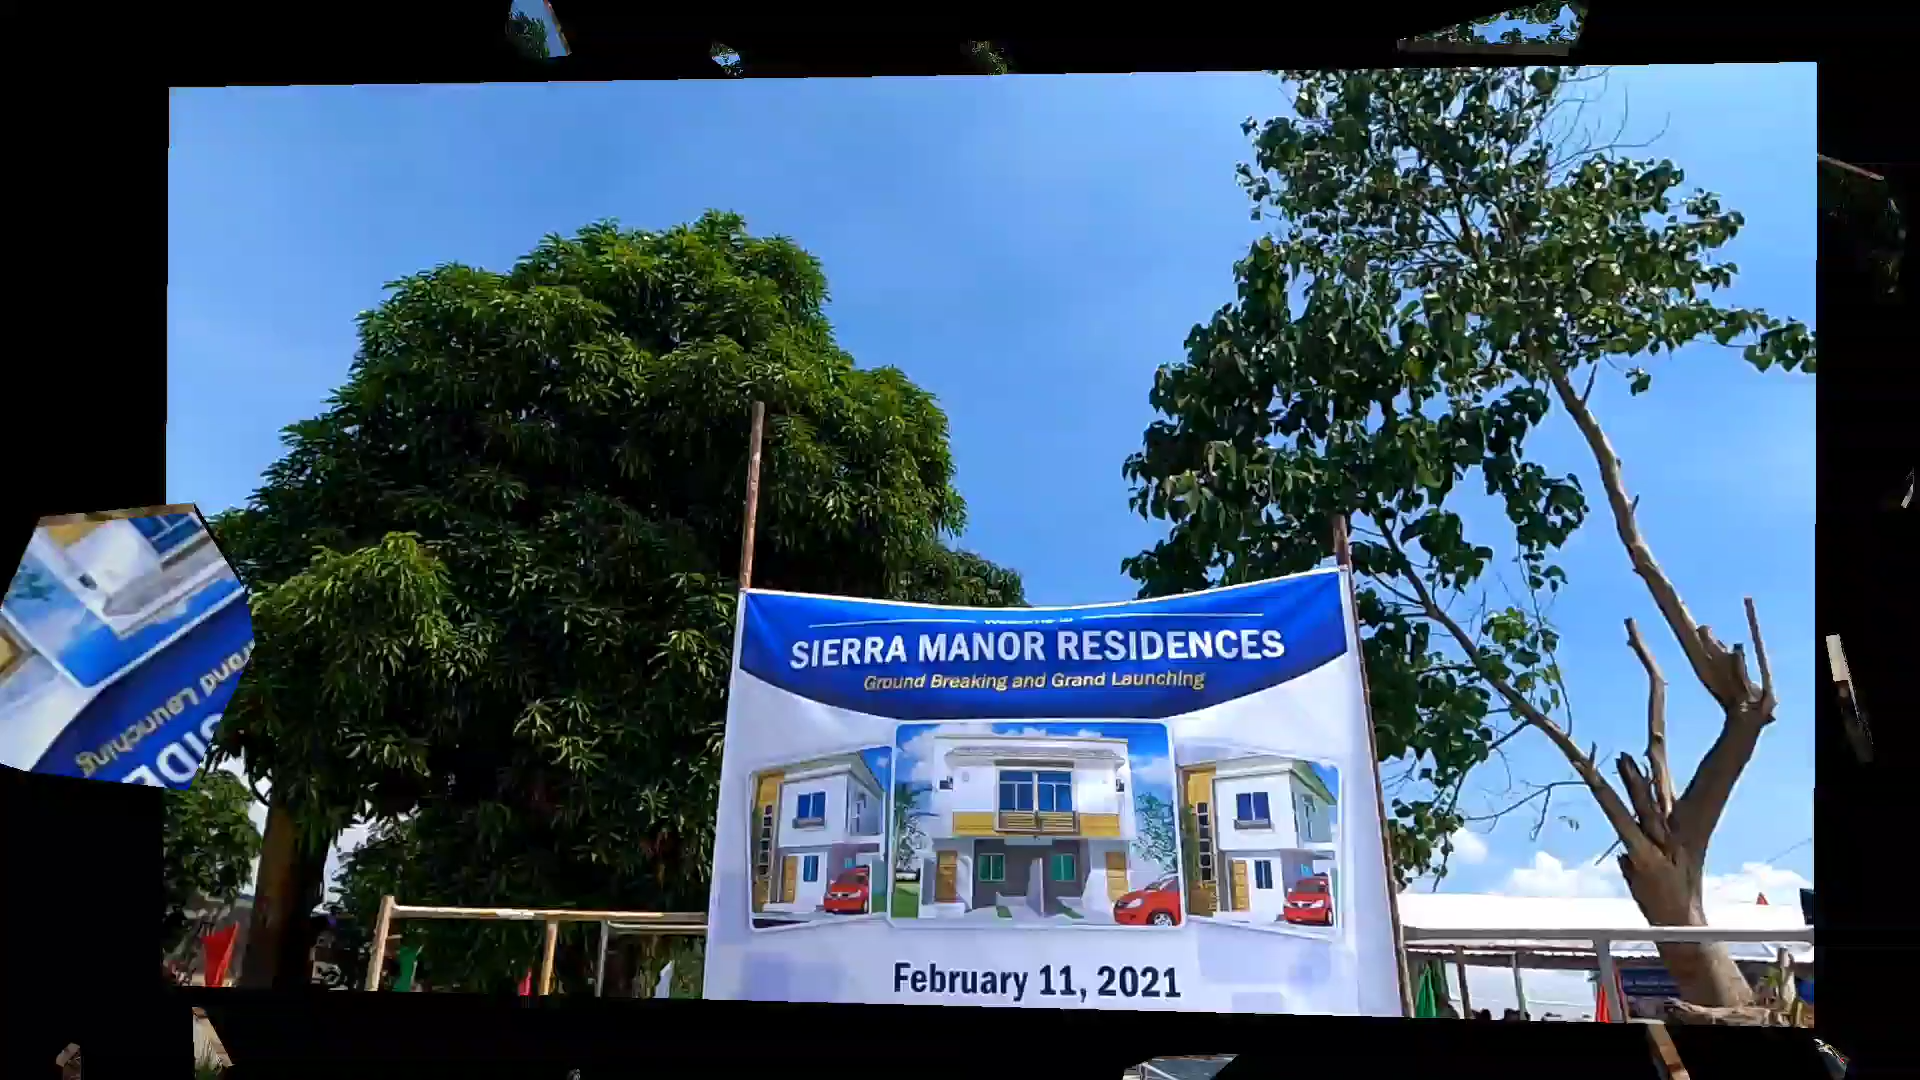 SIERRA MANOR RESIDENCES
Ground Breaking and Grand Launching
February 11, 2021